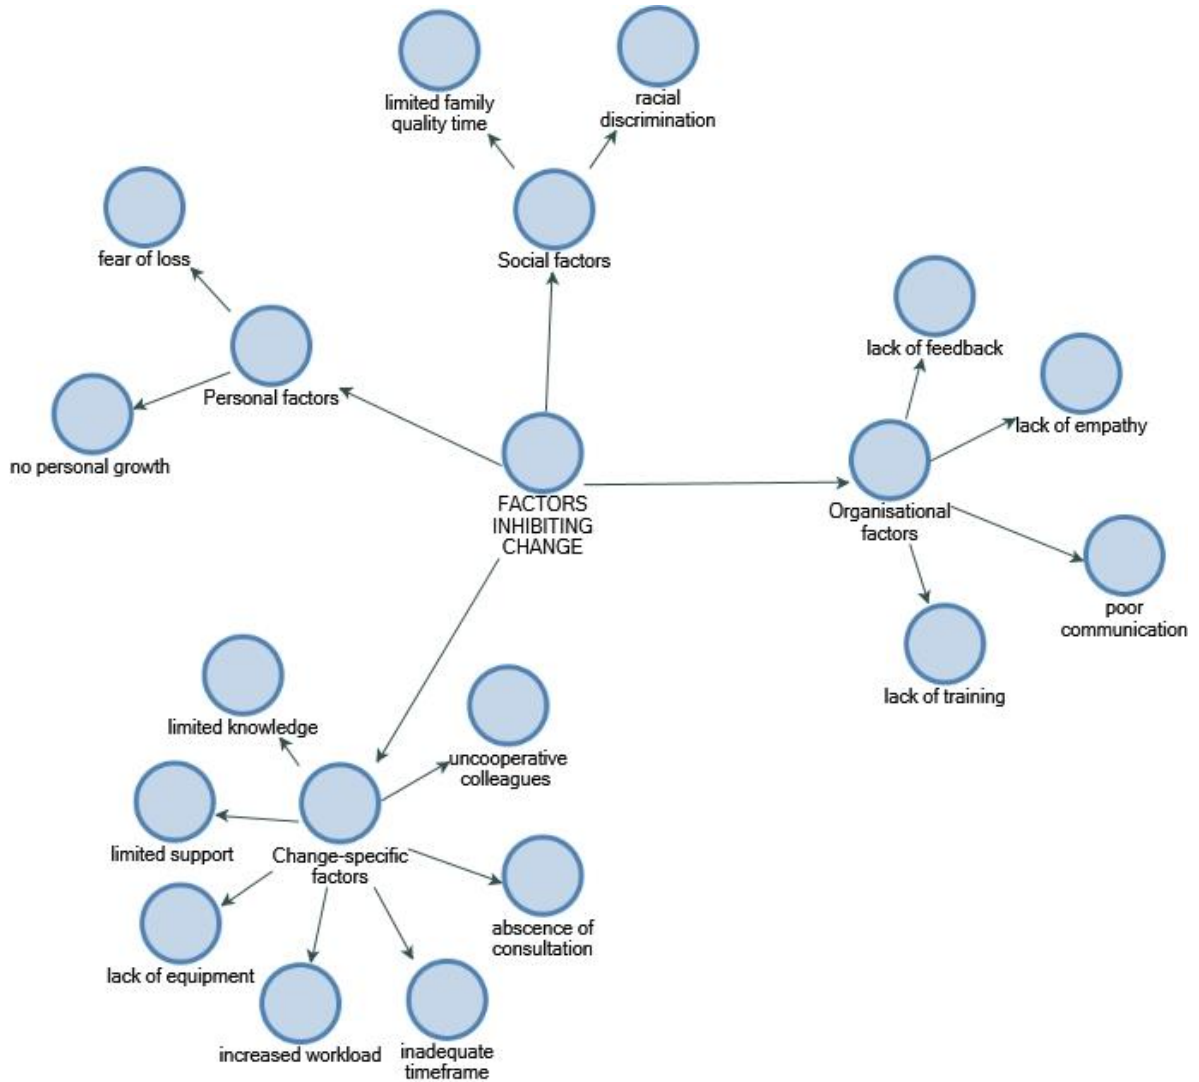 limited family
quality time
racial
discrimination
fear of loss
Social factors
lack of feedback
Personal factors
lack of empathy
no personal growth
FACTORS
INHIBITING
CHANGE
Organisational
factors
poor
communication
lack of training
limited knowledge
uncooperative
colleagues
limited support
Change-specific
factors
abscence of
consultation
lack of equipment
increased workload
inadequate
timeframe